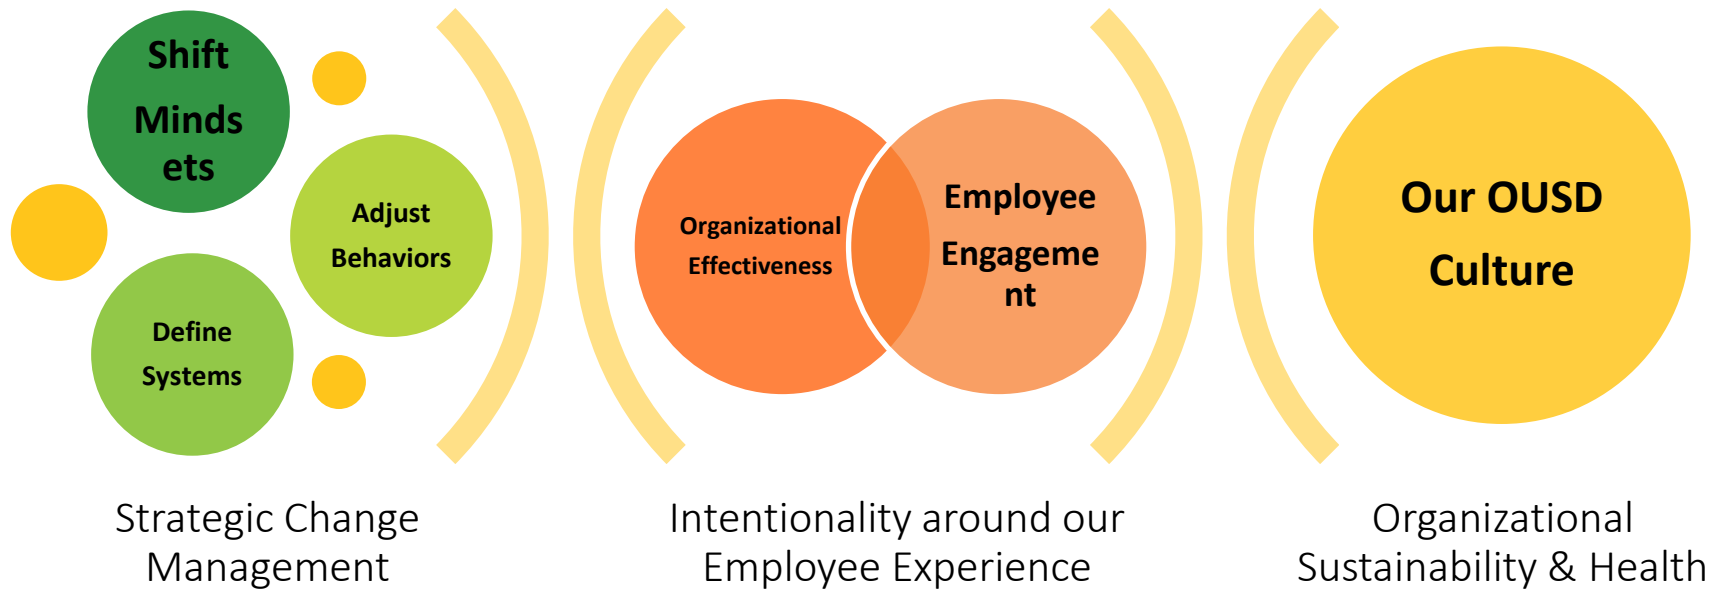 Shift
Minds
ets
Adjust
Behaviors
Define
Systems
Strategic Change
Management
Organizational
Effectiveness
Employee
Engageme
nt
Intentionality around our
Employee Experience
Our OUSD
Culture
Organizational
Sustainability & Health